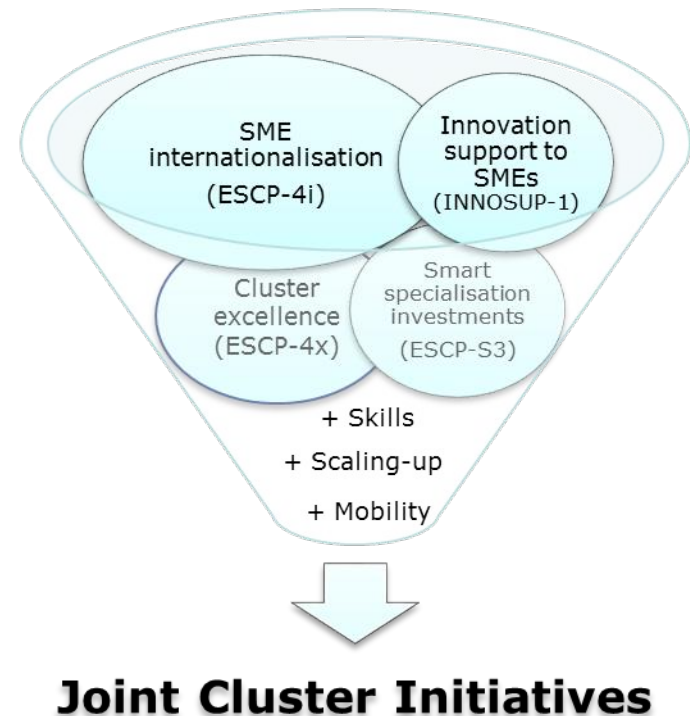 SME
internationalisation
(ESCP-4i)
Innovation
support to
SMEs
(INNOSUP-1)
Cluster
excellence
(ESCP-4x)
Smart
specialisation
investments
(ESCP-S3)
+ Skills
+ Scaling-up
+ Mobility
Joint Cluster Initiatives